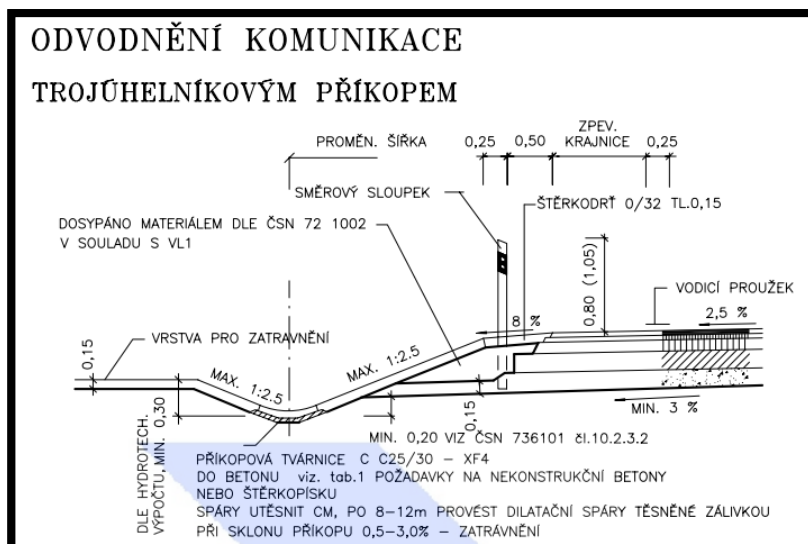 ODVODNĚNÍ KOMUNIKACE
TROJÚHELNÍKOVÝM PŘÍKOPEM
PROMĚN. ŠÍŘKA
0,25
0,50
ZPEV.
KRAJNICE
0,25
SMĚROVÝ SLOUPEK
ŠTĚRKODRŤ 0/32 TL.0,15
DOSYPÁNO MATERIÁLEM DLE ČSN 72 1002
V SOULADU S VL1
0,80 (1,05)
VODICÍ PROUŽEK
8 %
2,5 %
VRSTVA PRO ZATRAVNĚNÍ
0,15
MAX. 1:2.5
MAX. 1:2.5
0,15
MIN. 3 %
DLE HYDROTECH.
VÝPOČTU, MIN. 0,30
MIN. 0,20 VIZ ČSN 736101 čl.10.2.3.2
PŘÍKOPOVÁ TVÁRNICE C C25/30 – XF4
DO BETONU viz. tab.1 POŽADAVKY NA NEKONSTRUKČNÍ BETONY
NEBO ŠTĚRKOPÍSKU
SPÁRY UTĚSNIT CM, PO 8–12m PROVÉST DILATAČNÍ SPÁRY TĚSNĚNÉ ZÁLIVKOU
PŘI SKLONU PŘÍKOPU 0,5–3,0% – ZATRÁVNĚNÍ